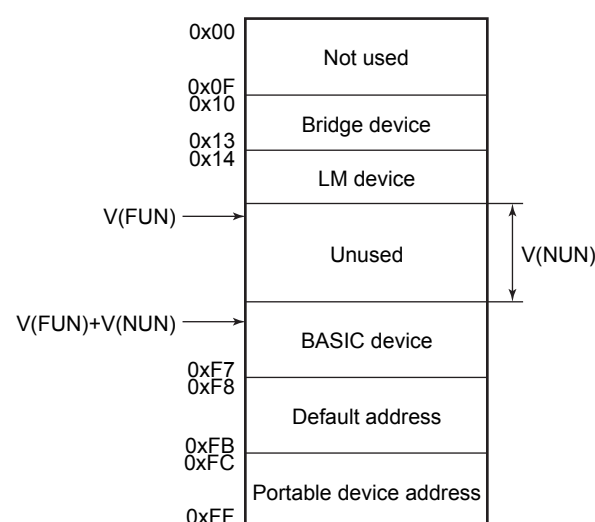 0x00
Not used
0x0F
0x10
Bridge device
0x13
0x14
LM device
V(FUN)
Unused
V(NUN)
V(FUN)+V(NUN)
BASIC device
0xF7
0xF8
Default address
0xFB
0xFC
Portable device address
0xFF